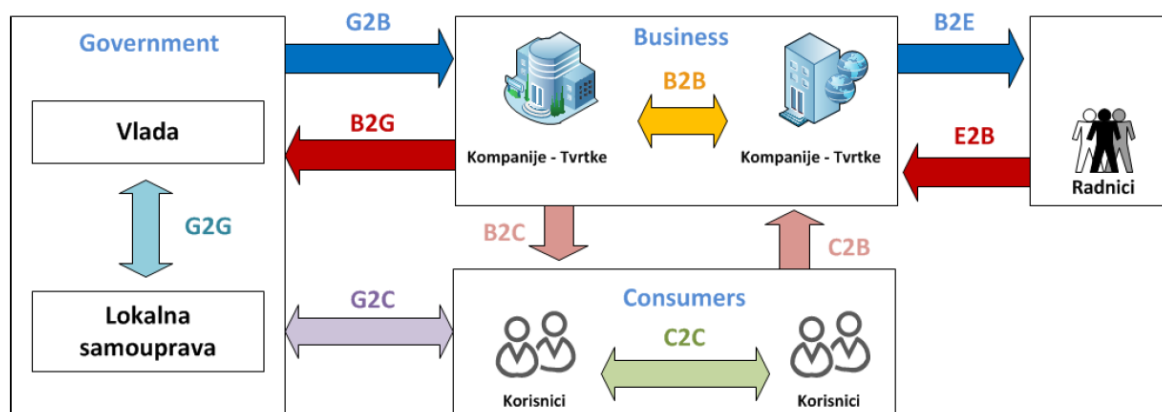 Government
Vlada
G2G
Lokalna
samouprava
G2B
B2G
G2C
Business
B2B
Kompanije - Tvrtke
Kompanije - Tvrtke
B2E
E2B
Radnici
B2C
C2B
Consumers
C2C
Korisnici
Korisnici